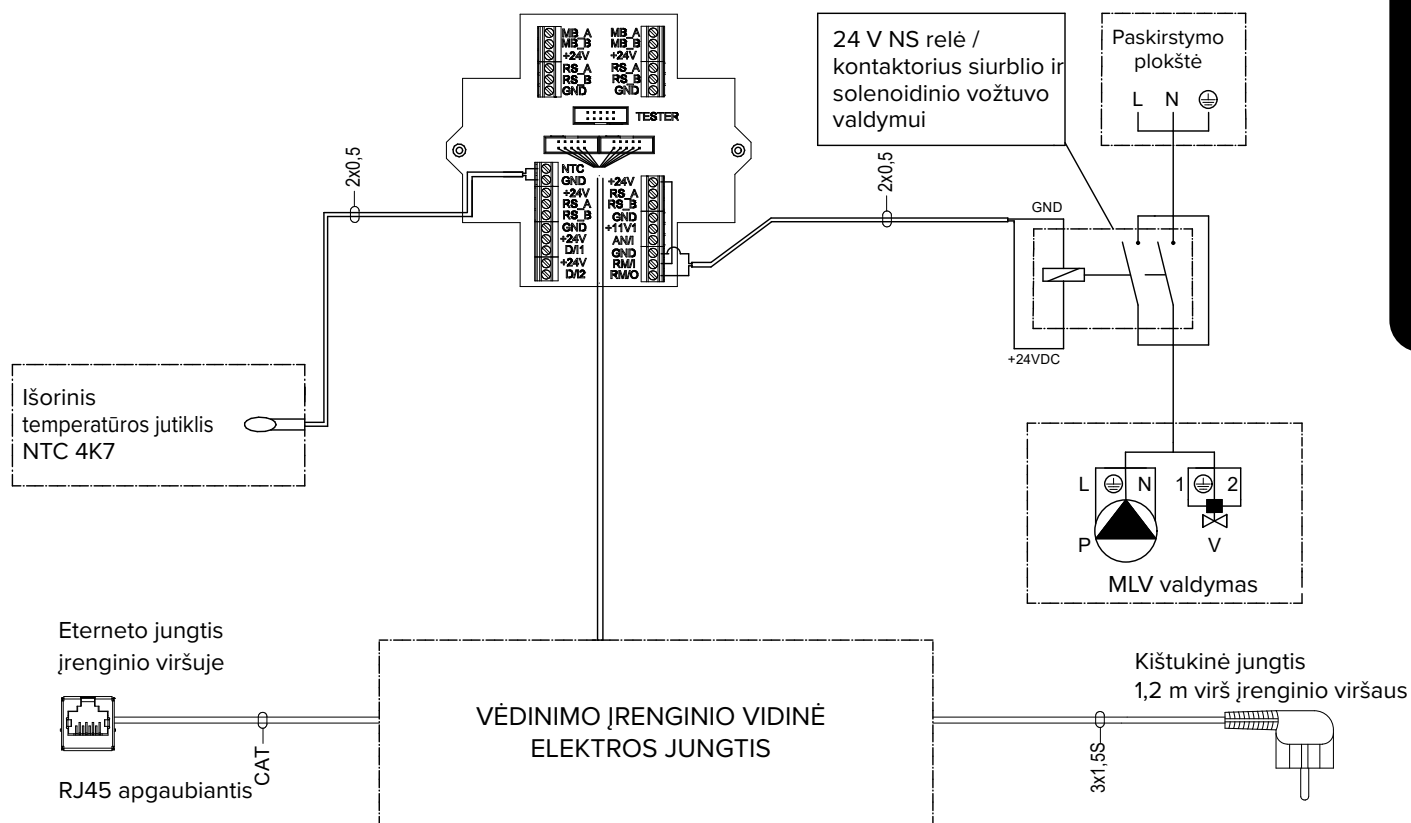 MB_A
MB_B
+24V
RS_A
RS_B
GND
MB_A
MB_B
+24V
RS_A
RS_B
GND
TESTER
NTC
GND
+24V
RS_A
RS_B
GND
+24V
D/I1
+24V
D/I2
+24V
RS_A
RS_B
GND
+11V1
AN/I
GND
RM/I
RM/O
2x0,5
2x0,5
24 V NS relė /
kontaktorius siurblio ir
solenoidinio vožtuvo
valdymui
Paskirstymo
plokštė
L N
GND
+24VDC
Išorinis
temperatūros jutiklis
NTC 4K7
L N 1 2
P V
MLV valdymas
Eterneto jungtis
įrenginio viršuje
RJ45 apgaubiantis
CAT
VĖDINIMO ĮRENGINIO VIDINĖ
ELEKTROS JUNGTIS
Kištukinė jungtis
1,2 m virš įrenginio viršaus
3x1,5S